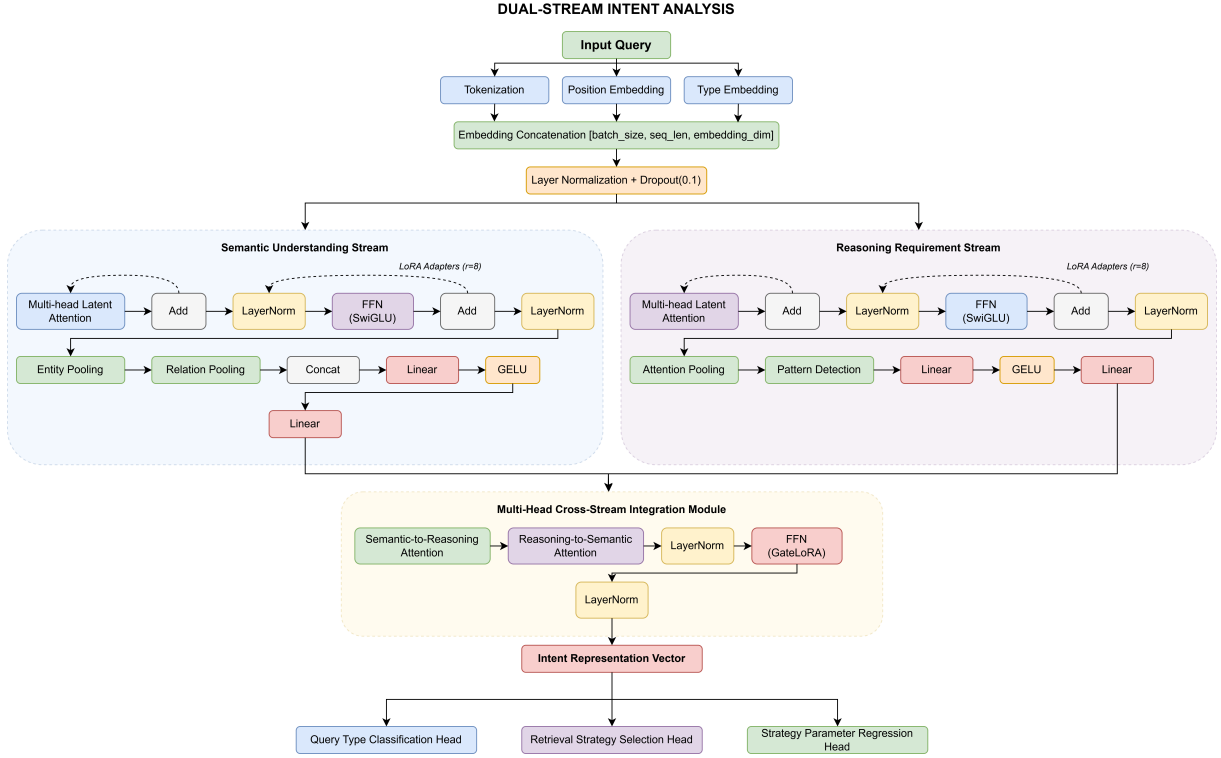 DUAL-STREAM INTENT ANALYSIS
Input Query
Tokenization
Position Embedding
Type Embedding
Embedding Concatenation [batch_size, seq_len, embedding_dim]
Layer Normalization + Dropout(0.1)
Semantic Understanding Stream
LoRA Adapters (r=8)
Multi-head Latent
Attention
Add
LayerNorm
FFN
(SwiGLU)
Add
LayerNorm
Entity Pooling
Relation Pooling
Concat
Linear
GELU
Linear
Reasoning Requirement Stream
LoRA Adapters (r=8)
Multi-head Latent
Attention
Add
LayerNorm
FFN
(SwiGLU)
Add
LayerNorm
Attention Pooling
Pattern Detection
Linear
GELU
Linear
Multi-Head Cross-Stream Integration Module
Semantic-to-Reasoning
Attention
Reasoning-to-Semantic
Attention
LayerNorm
FFN
(GateLoRA)
LayerNorm
Intent Representation Vector
Query Type Classification Head
Retrieval Strategy Selection Head
Strategy Parameter Regression
Head